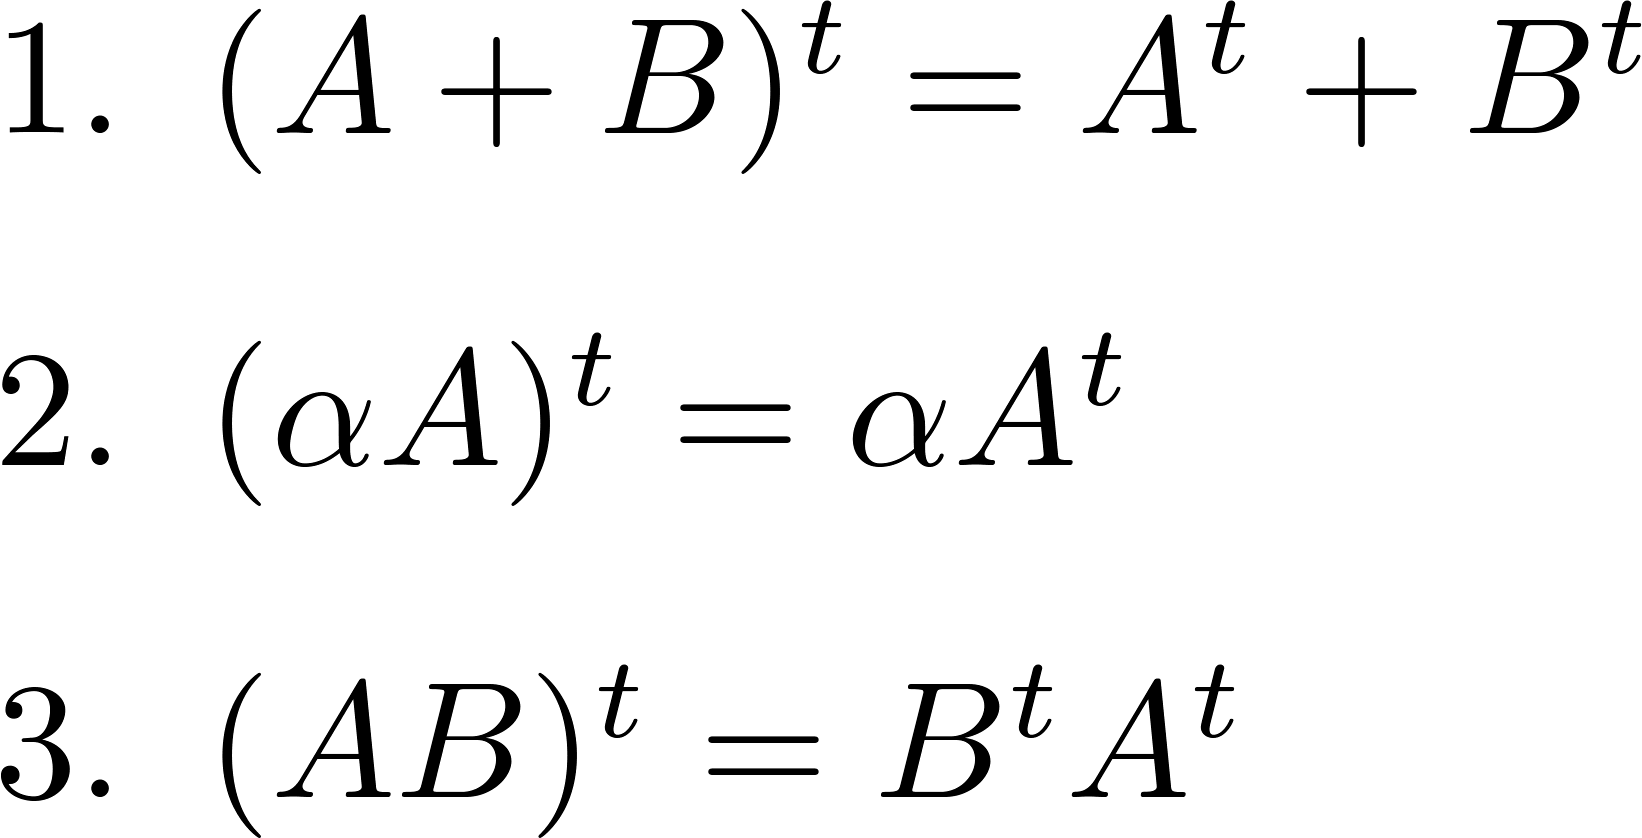 1. (A + B)^t = A^t + B^t
2. (αA)^t = αA^t
3. (AB)^t = B^t A^t